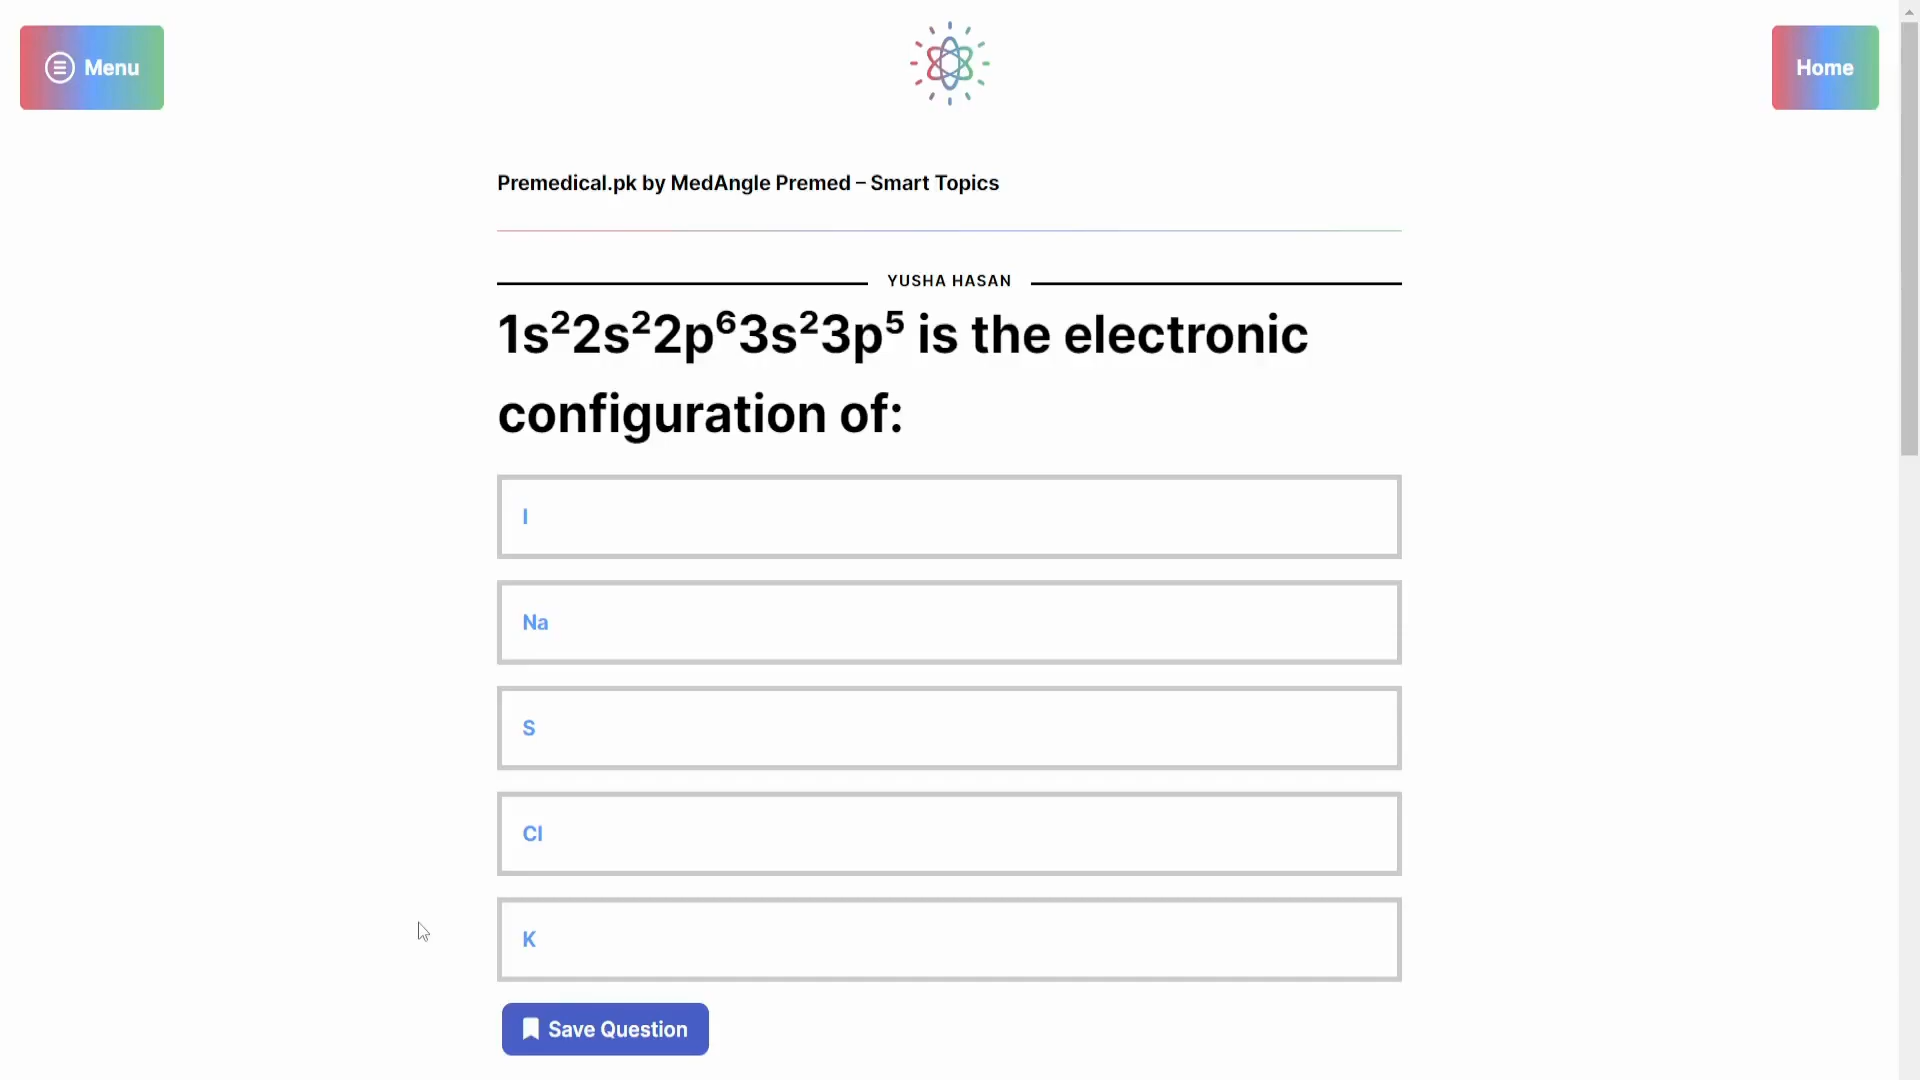 Menu
Home
Premedical.pk by MedAngle Premed – Smart Topics
YUSHA HASAN
1s²2s²2p⁶3s²3p⁵ is the electronic
configuration of:
I
Na
S
Cl
K
Save Question